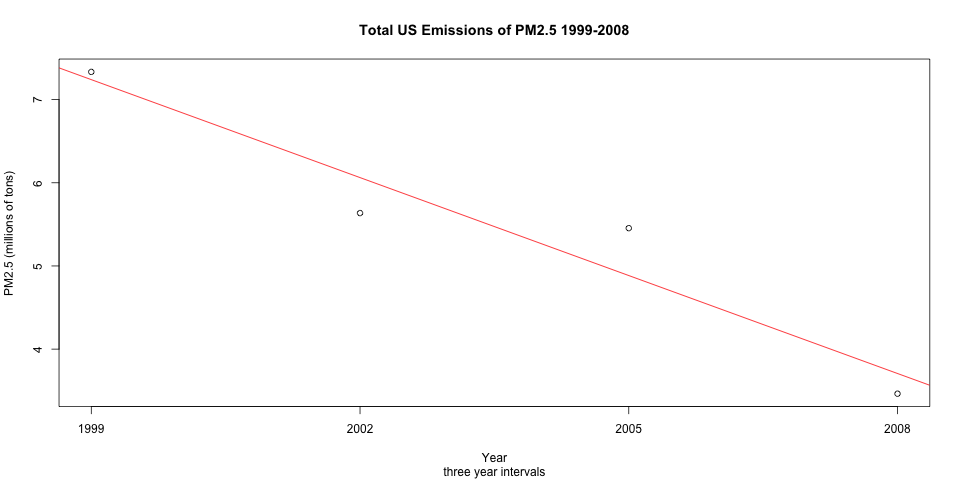 Total US Emissions of PM2.5 1999-2008
PM2.5 (millions of tons)
7
6
5
4
1999 2002 2005 2008
Year
three year intervals